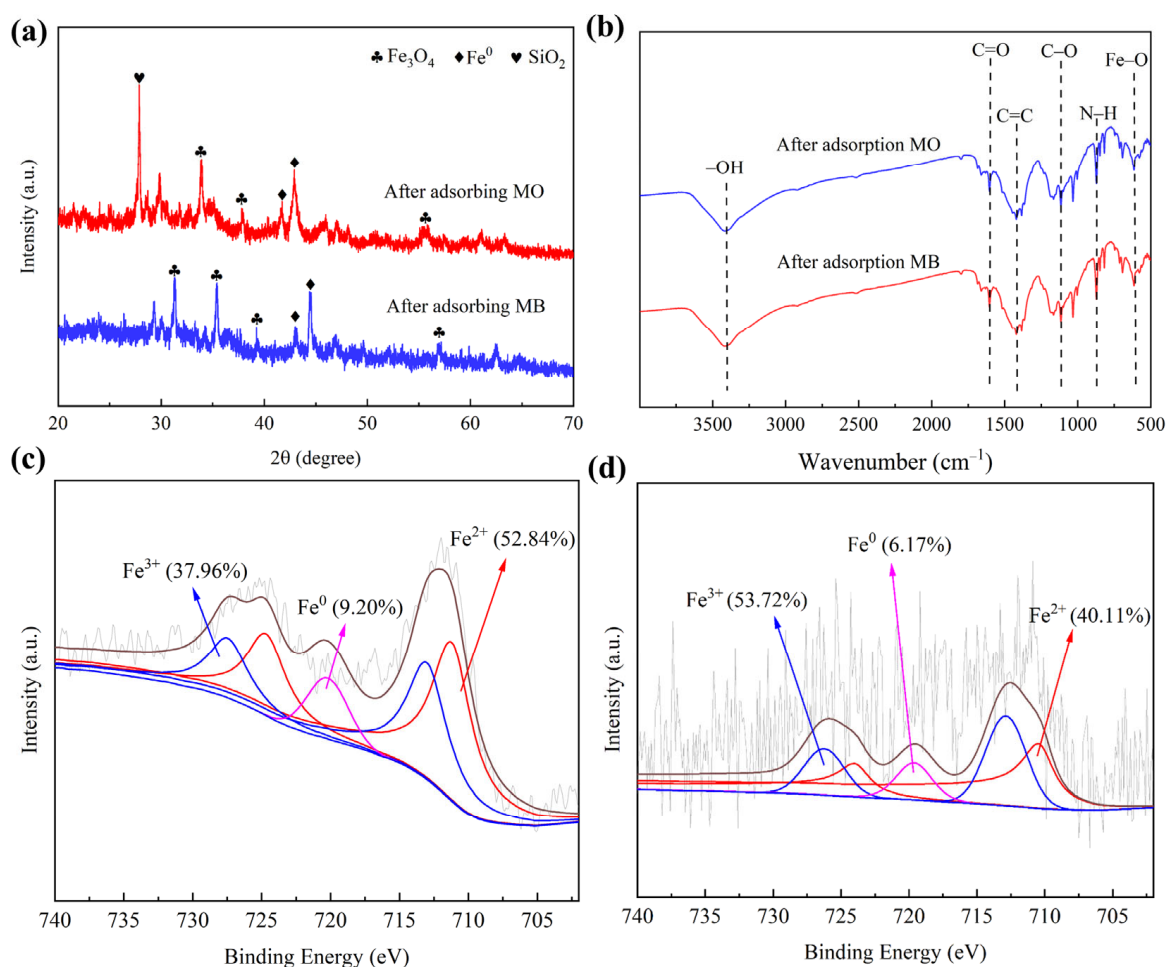 (a)
♣ Fe₃O₄ ♦ Fe⁰ ♥ SiO₂
After adsorbing MO
After adsorbing MB
Intensity (a.u.)
20 30 40 50 60 70
2θ (degree)
(b)
C=O C–O Fe–O
C=C N–H
After adsorption MO
–OH
After adsorption MB
Intensity (a.u.)
3500 3000 2500 2000 1500 1000 500
Wavenumber (cm⁻¹)
(c)
Fe²⁺ (52.84%)
Fe³⁺ (37.96%)
Fe⁰ (9.20%)
Intensity (a.u.)
740 735 730 725 720 715 710 705
Binding Energy (eV)
(d)
Fe⁰ (6.17%)
Fe³⁺ (53.72%)
Fe²⁺ (40.11%)
Intensity (a.u.)
740 735 730 725 720 715 710 705
Binding Energy (eV)